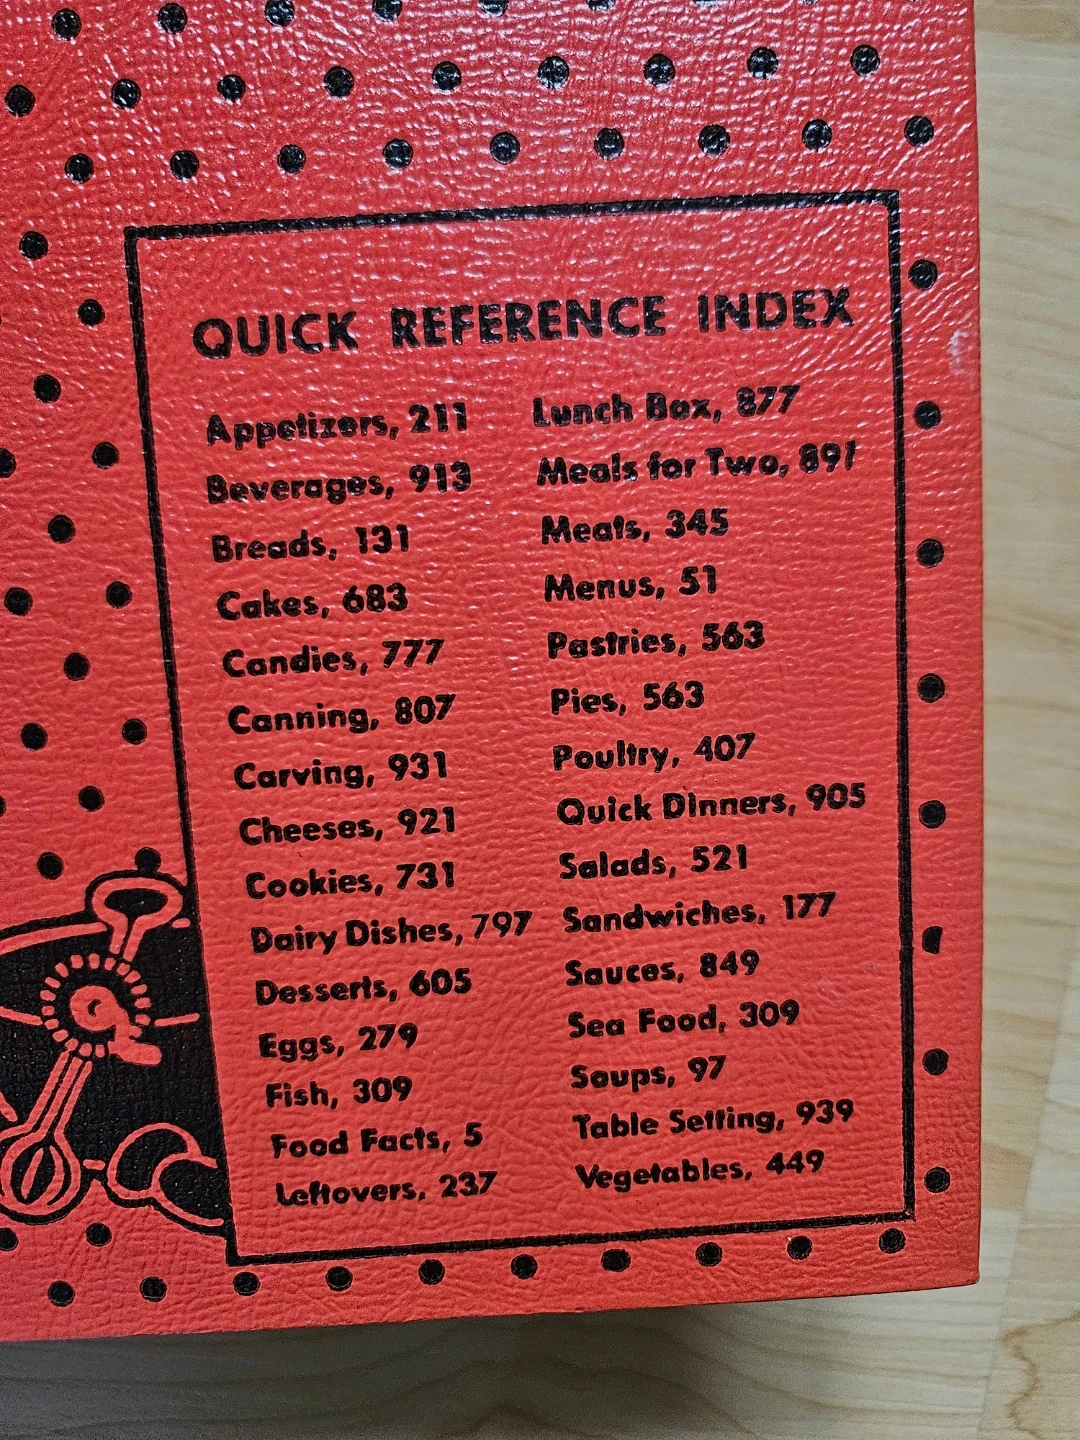 QUICK REFERENCE INDEX
Appetizers, 211
Beverages, 913
Breads, 131
Cakes, 683
Candies, 777
Canning, 807
Carving, 931
Cheeses, 921
Cookies, 731
Dairy Dishes, 797
Desserts, 605
Eggs, 279
Fish, 309
Food Facts, 5
Leftovers, 237
Lunch Box, 877
Meals for Two, 891
Meats, 345
Menus, 51
Pastries, 563
Pies, 563
Poultry, 407
Quick Dinners, 905
Salads, 521
Sandwiches, 177
Sauces, 849
Sea Food, 309
Soups, 97
Table Setting, 939
Vegetables, 449